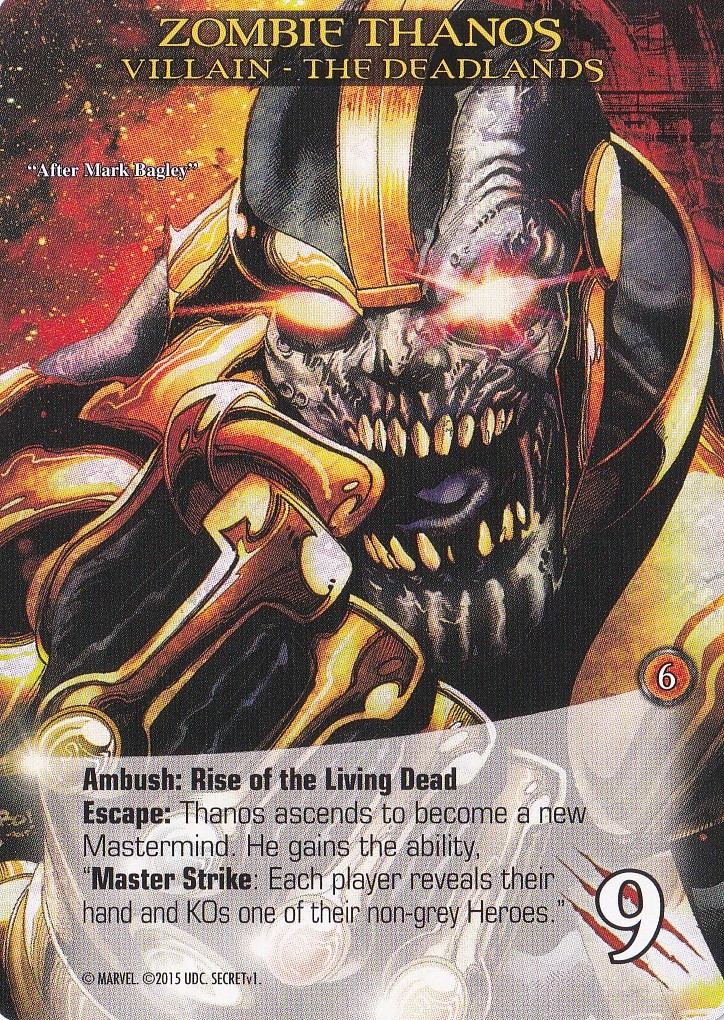 ZOMBIE THANOS
VILLAIN - THE DEADLANDS
"After Mark Bagley"
6
Ambush: Rise of the Living Dead
Escape: Thanos ascends to become a new
Mastermind. He gains the ability,
"Master Strike: Each player reveals their
hand and KOs one of their non-grey Heroes."
9
© MARVEL. ©2015 UDC. SECRETv1.